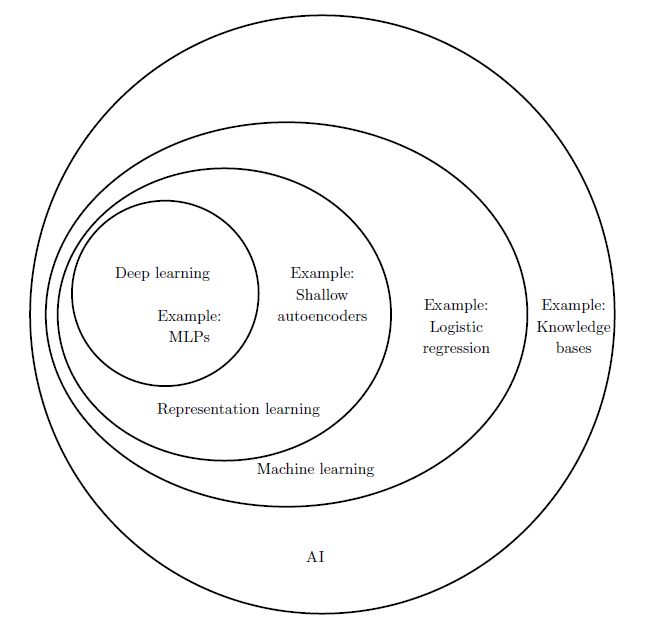 Deep learning
Example:
MLPs
Example:
Shallow
autoencoders
Example:
Logistic
regression
Example:
Knowledge
bases
Representation learning
Machine learning
AI